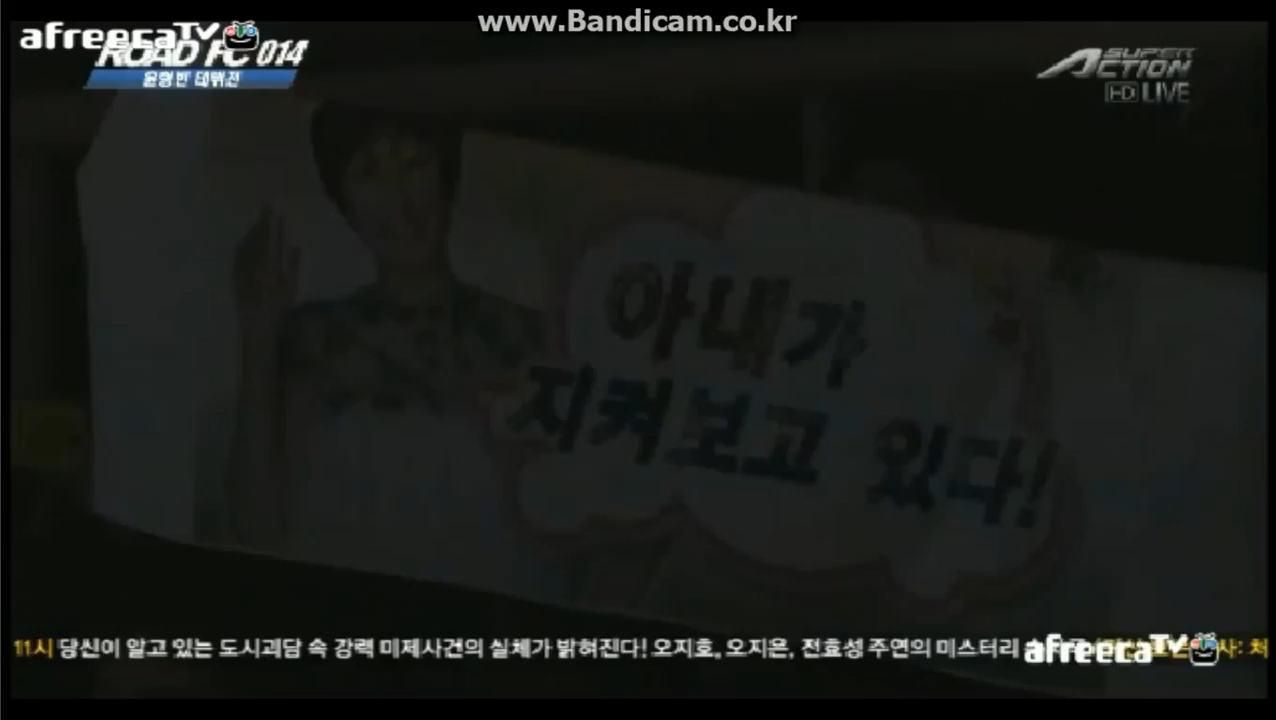 www.Bandicam.co.kr
afreecaTV
ROAD FC 014
윤형빈 데뷔전
SUPER
ACTION
HD LIVE
아내가
지켜보고 있다!
11시 당신이 알고 있는 도시괴담 속 강력 미제사건의 실체가 밝혀진다! 오지호, 오지은, 전효성 주연의 미스터리
사: 처
afreecaTV